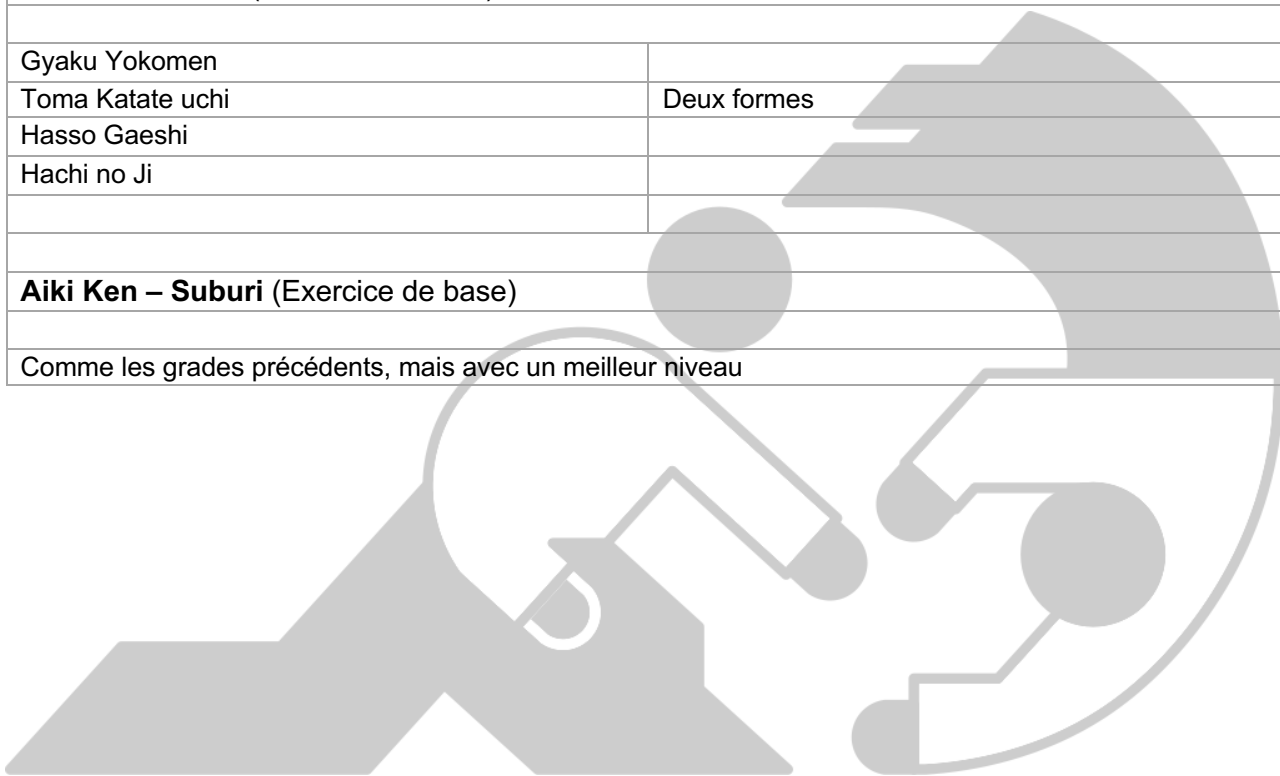 Gyaku Yokomen
Toma Katate uchi Deux formes
Hasso Gaeshi
Hachi no Ji
Aiki Ken – Suburi (Exercice de base)
Comme les grades précédents, mais avec un meilleur niveau